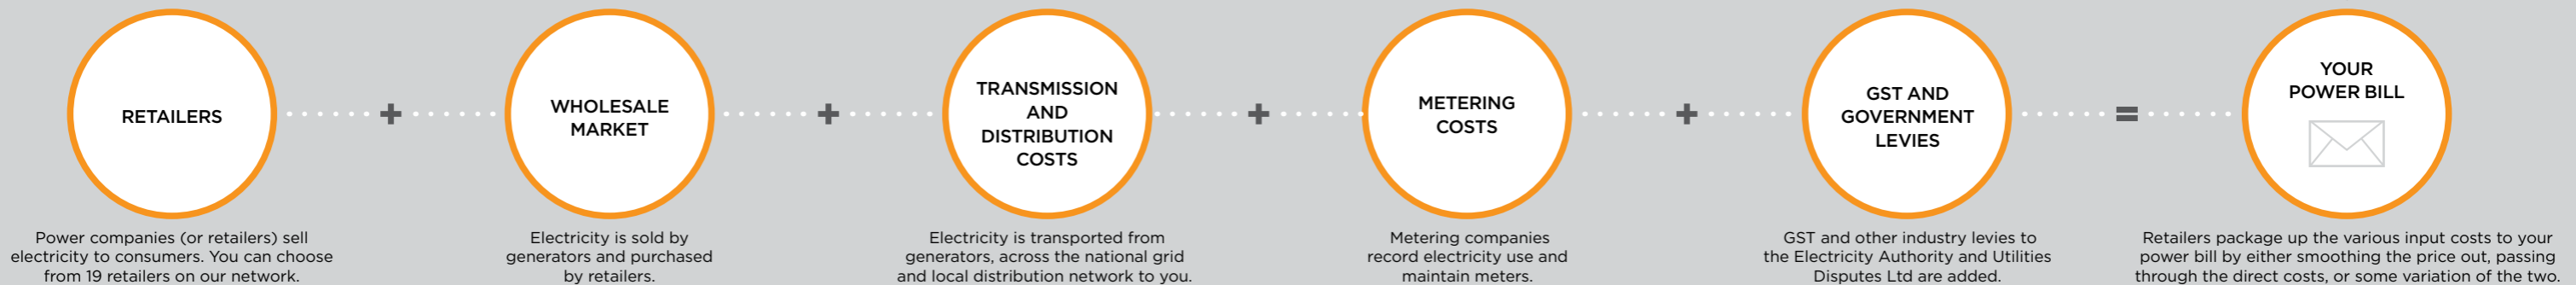 RETAILERS
Power companies (or retailers) sell
electricity to consumers. You can choose
from 19 retailers on our network.
+
WHOLESALE
MARKET
Electricity is sold by
generators and purchased
by retailers.
+
TRANSMISSION
AND
DISTRIBUTION
COSTS
Electricity is transported from
generators, across the national grid
and local distribution network to you.
+
METERING
COSTS
Metering companies
record electricity use and
maintain meters.
+
GST AND
GOVERNMENT
LEVIES
GST and other industry levies to
the Electricity Authority and Utilities
Disputes Ltd are added.
=
YOUR
POWER BILL
Retailers package up the various input costs to your
power bill by either smoothing the price out, passing
through the direct costs, or some variation of the two.